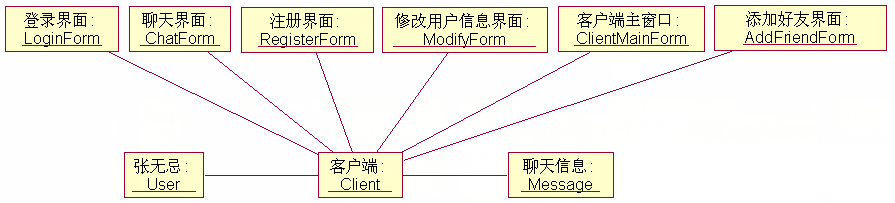 登录界面:
LoginForm
聊天界面:
ChatForm
注册界面:
RegisterForm
修改用户信息界面:
ModifyForm
客户端主窗口:
ClientMainForm
添加好友界面:
AddFriendForm
张无忌:
User
客户端:
Client
聊天信息:
Message